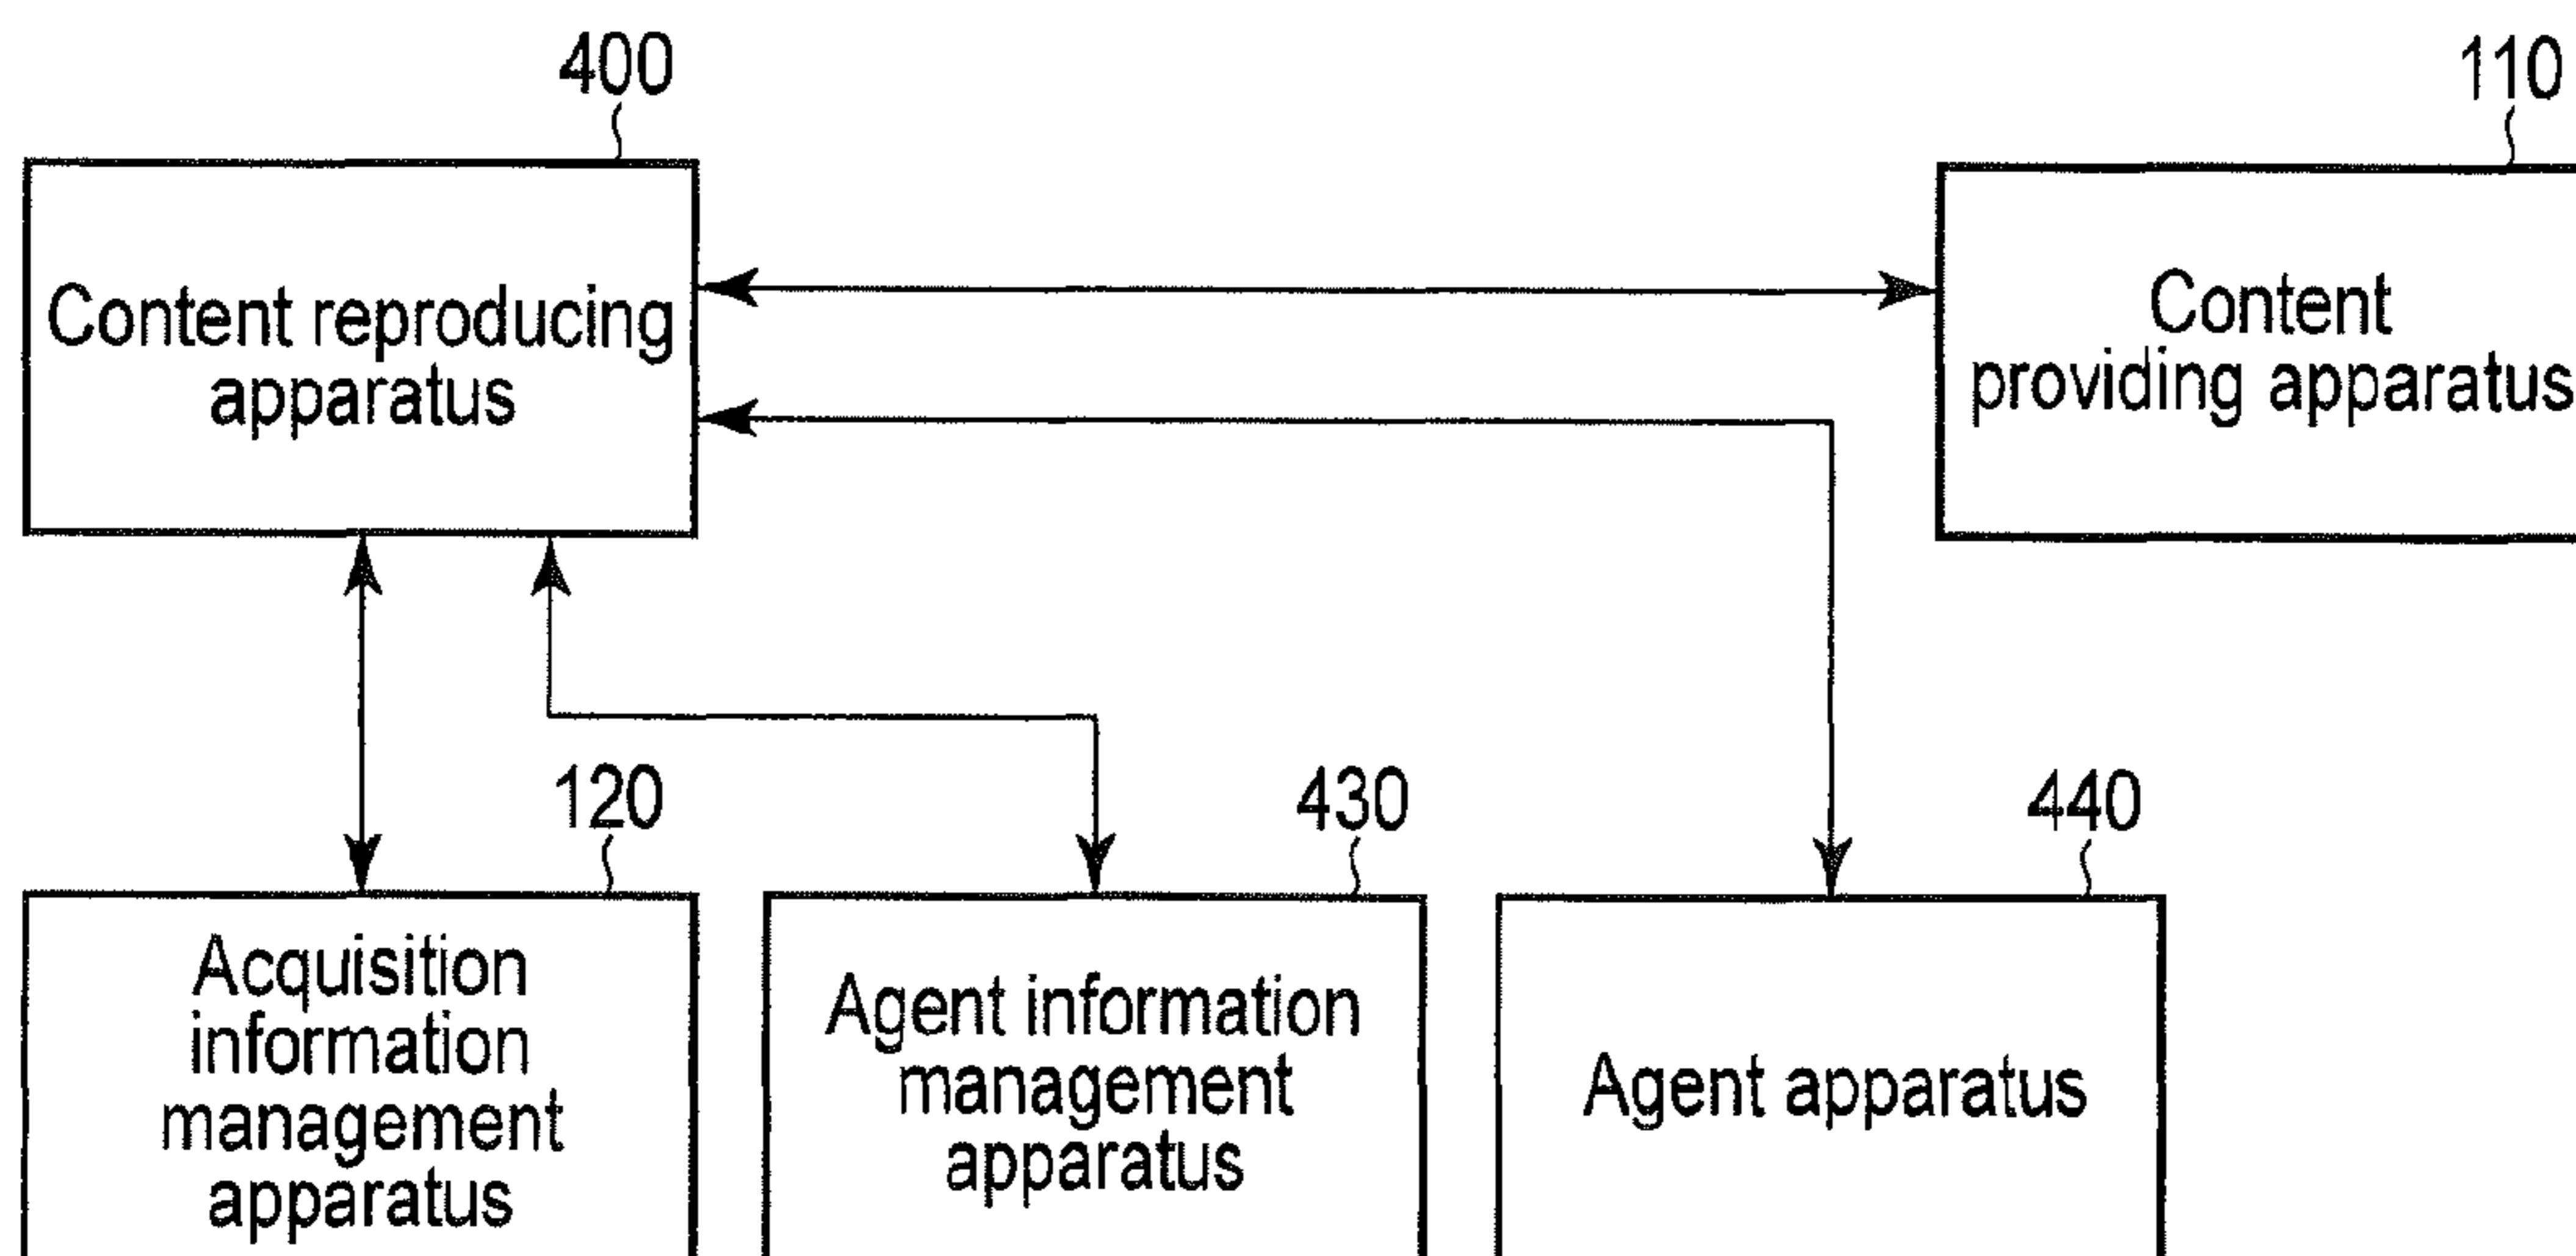 400
110
Content reproducing
apparatus
Content
providing apparatus
120
430
440
Acquisition
information
management
apparatus
Agent information
management
apparatus
Agent apparatus